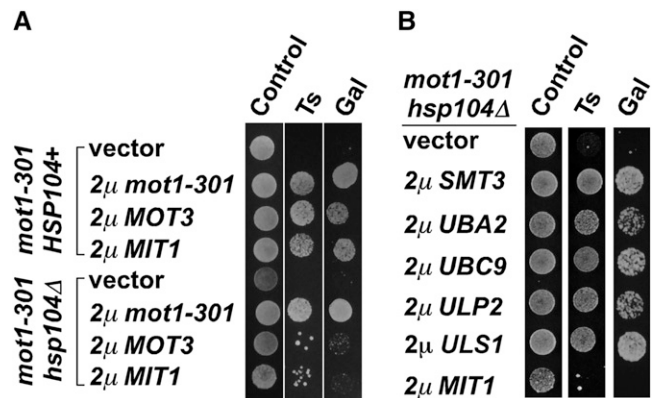 A
Control
Ts
Gal
mot1-301
HSP104+
vector
2μ mot1-301
2μ MOT3
2μ MIT1
mot1-301
hsp104Δ
vector
2μ mot1-301
2μ MOT3
2μ MIT1
B
mot1-301
hsp104Δ
Control
Ts
Gal
vector
2μ SMT3
2μ UBA2
2μ UBC9
2μ ULP2
2μ ULS1
2μ MIT1